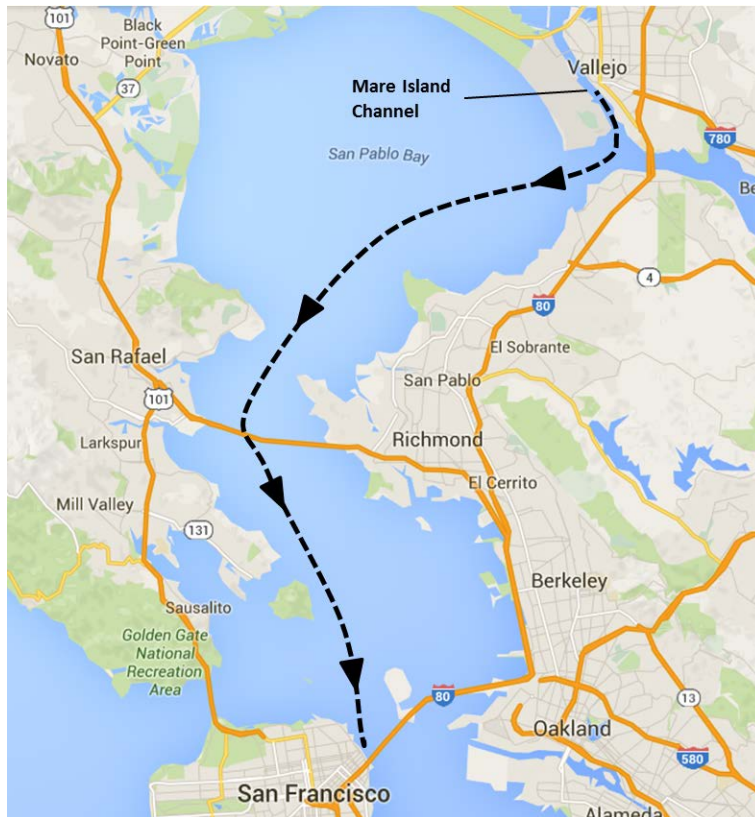 101
Novato
Black
Point-Green
Point
37
Vallejo
Mare Island
Channel
780
San Pablo Bay
Be
4
80
El Sobrante
San Rafael
101
San Pablo
Larkspur
Richmond
El Cerrito
Mill Valley
131
Berkeley
Sausalito
Golden Gate
National
Recreation
Area
80
13
Oakland
580
San Francisco
Alameda